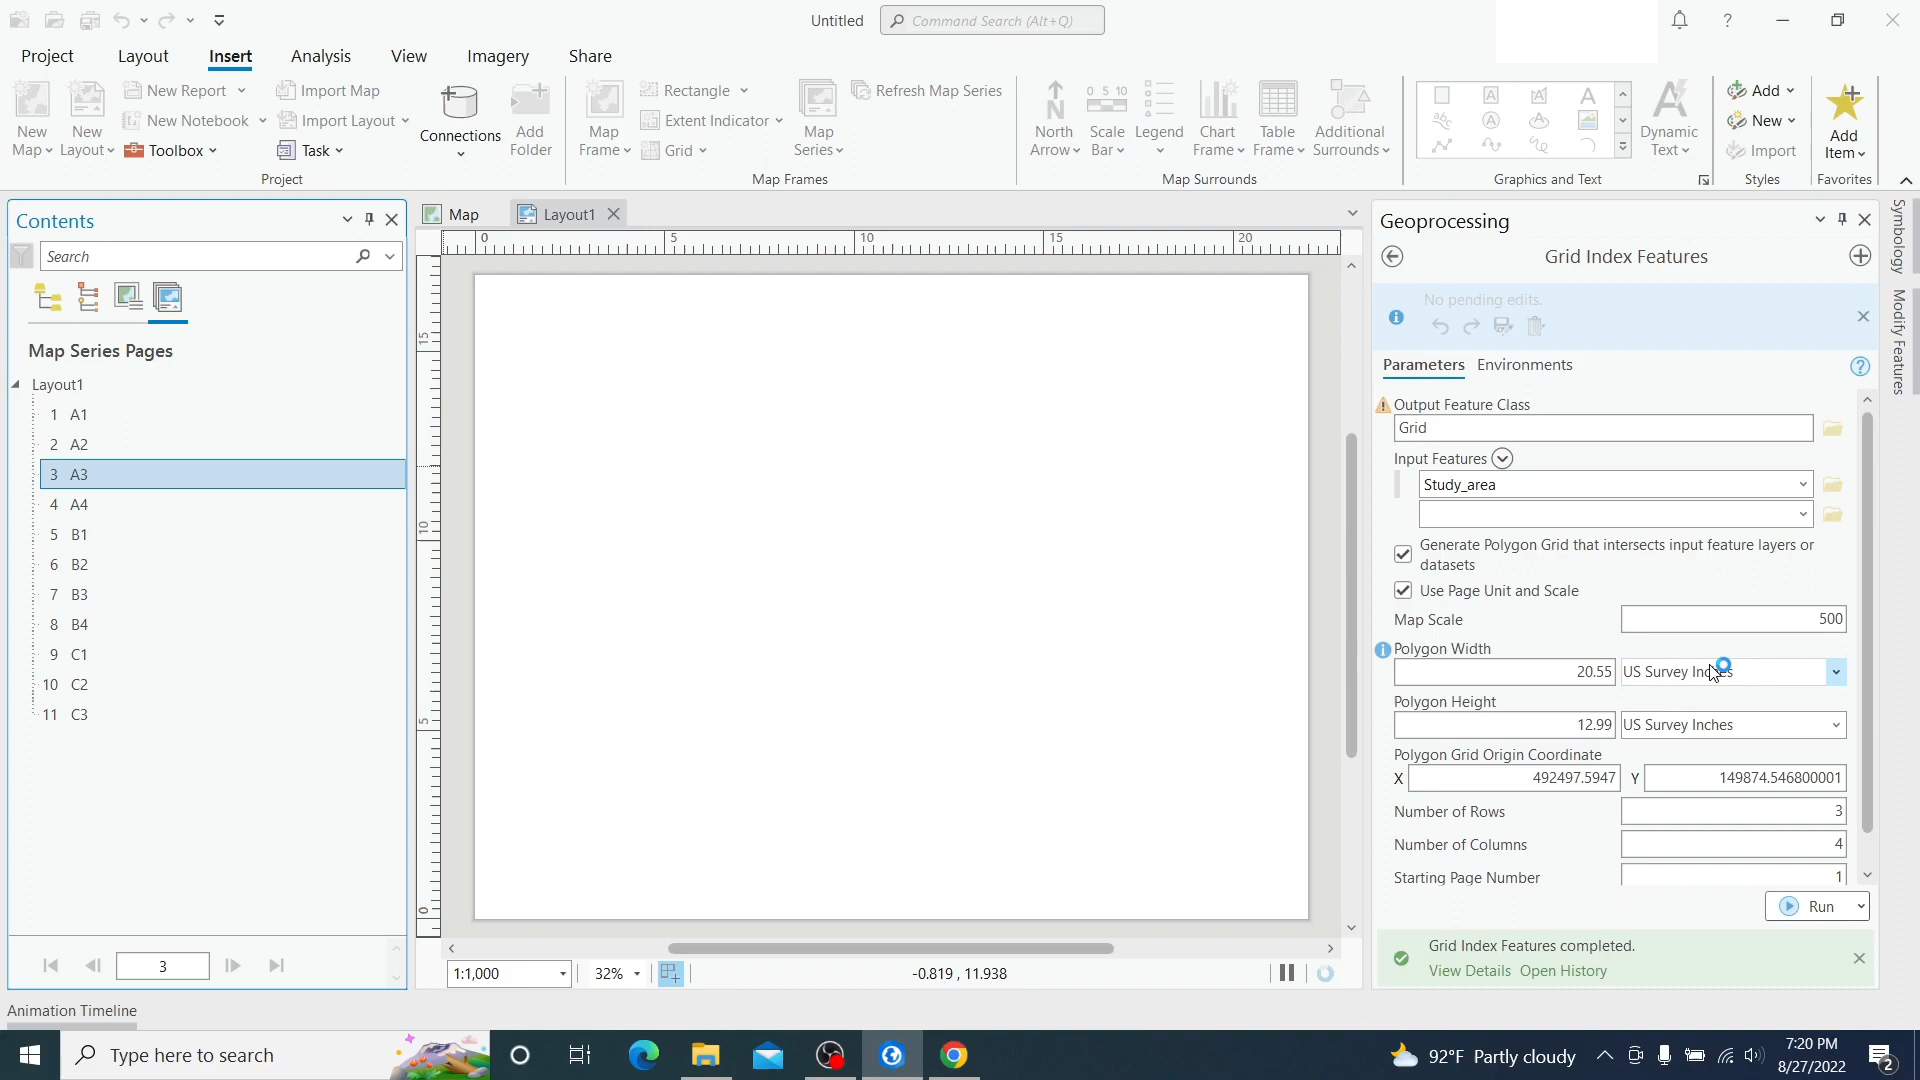 Untitled
Command Search (Alt+Q)
Project Layout Insert Analysis View Imagery Share
New Map
New Layout
New Report
New Notebook
Toolbox
Import Map
Import Layout
Task
Connections
Add Folder
Project
Map Frame
Rectangle
Extent Indicator
Grid
Map Series
Refresh Map Series
Map Frames
North Arrow
0 5 10
Scale Bar
Legend
Chart Frame
Table Frame
Additional Surrounds
Map Surrounds
Dynamic Text
Graphics and Text
Add
New
Import
Styles
Add Item
Favorites
Contents
Search
Map Series Pages
Layout1
1 A1
2 A2
3 A3
4 A4
5 B1
6 B2
7 B3
8 B4
9 C1
10 C2
11 C3
3
Map
Layout1
0 5 10 15 20
15
10
5
0
1:1,000
32%
-0.819 , 11.938
Geoprocessing
Grid Index Features
No pending edits.
Parameters Environments
Output Feature Class
Grid
Input Features
Study_area
Generate Polygon Grid that intersects input feature layers or
datasets
Use Page Unit and Scale
Map Scale 500
Polygon Width
20.55 US Survey Inches
Polygon Height
12.99 US Survey Inches
Polygon Grid Origin Coordinate
X 492497.5947 Y 149874.546800001
Number of Rows 3
Number of Columns 4
Starting Page Number 1
Run
Grid Index Features completed.
View Details Open History
Symbology
Modify Features
Animation Timeline
Type here to search
92°F Partly cloudy
7:20 PM
8/27/2022
2